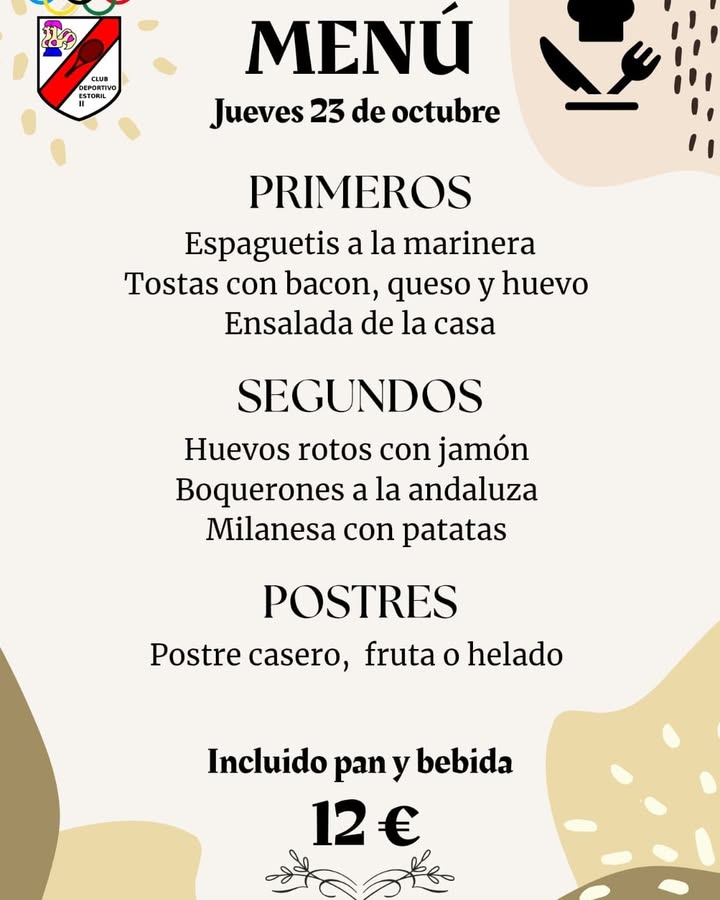 CLUB
DEPORTIVO
ESTORIL
II
MENÚ
Jueves 23 de octubre
PRIMEROS
Espaguetis a la marinera
Tostas con bacon, queso y huevo
Ensalada de la casa
SEGUNDOS
Huevos rotos con jamón
Boquerones a la andaluza
Milanesa con patatas
POSTRES
Postre casero,  fruta o helado
Incluido pan y bebida
12 €